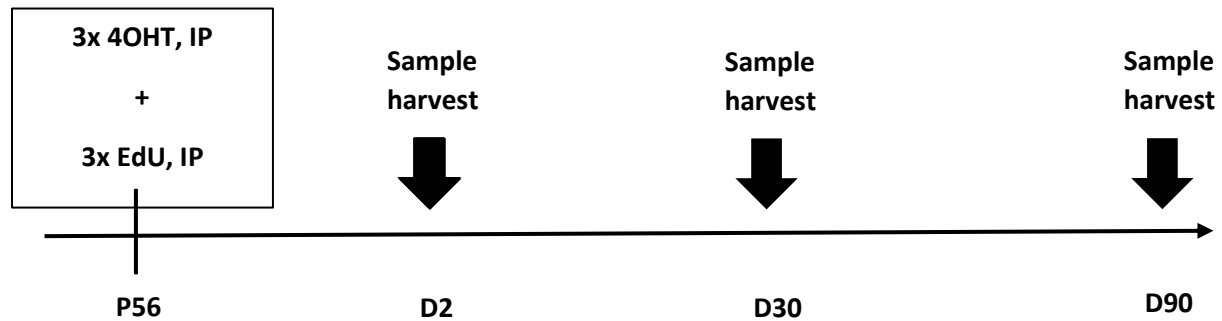 3x 4OHT, IP
+
3x EdU, IP
Sample
harvest
Sample
harvest
Sample
harvest
P56
D2
D30
D90